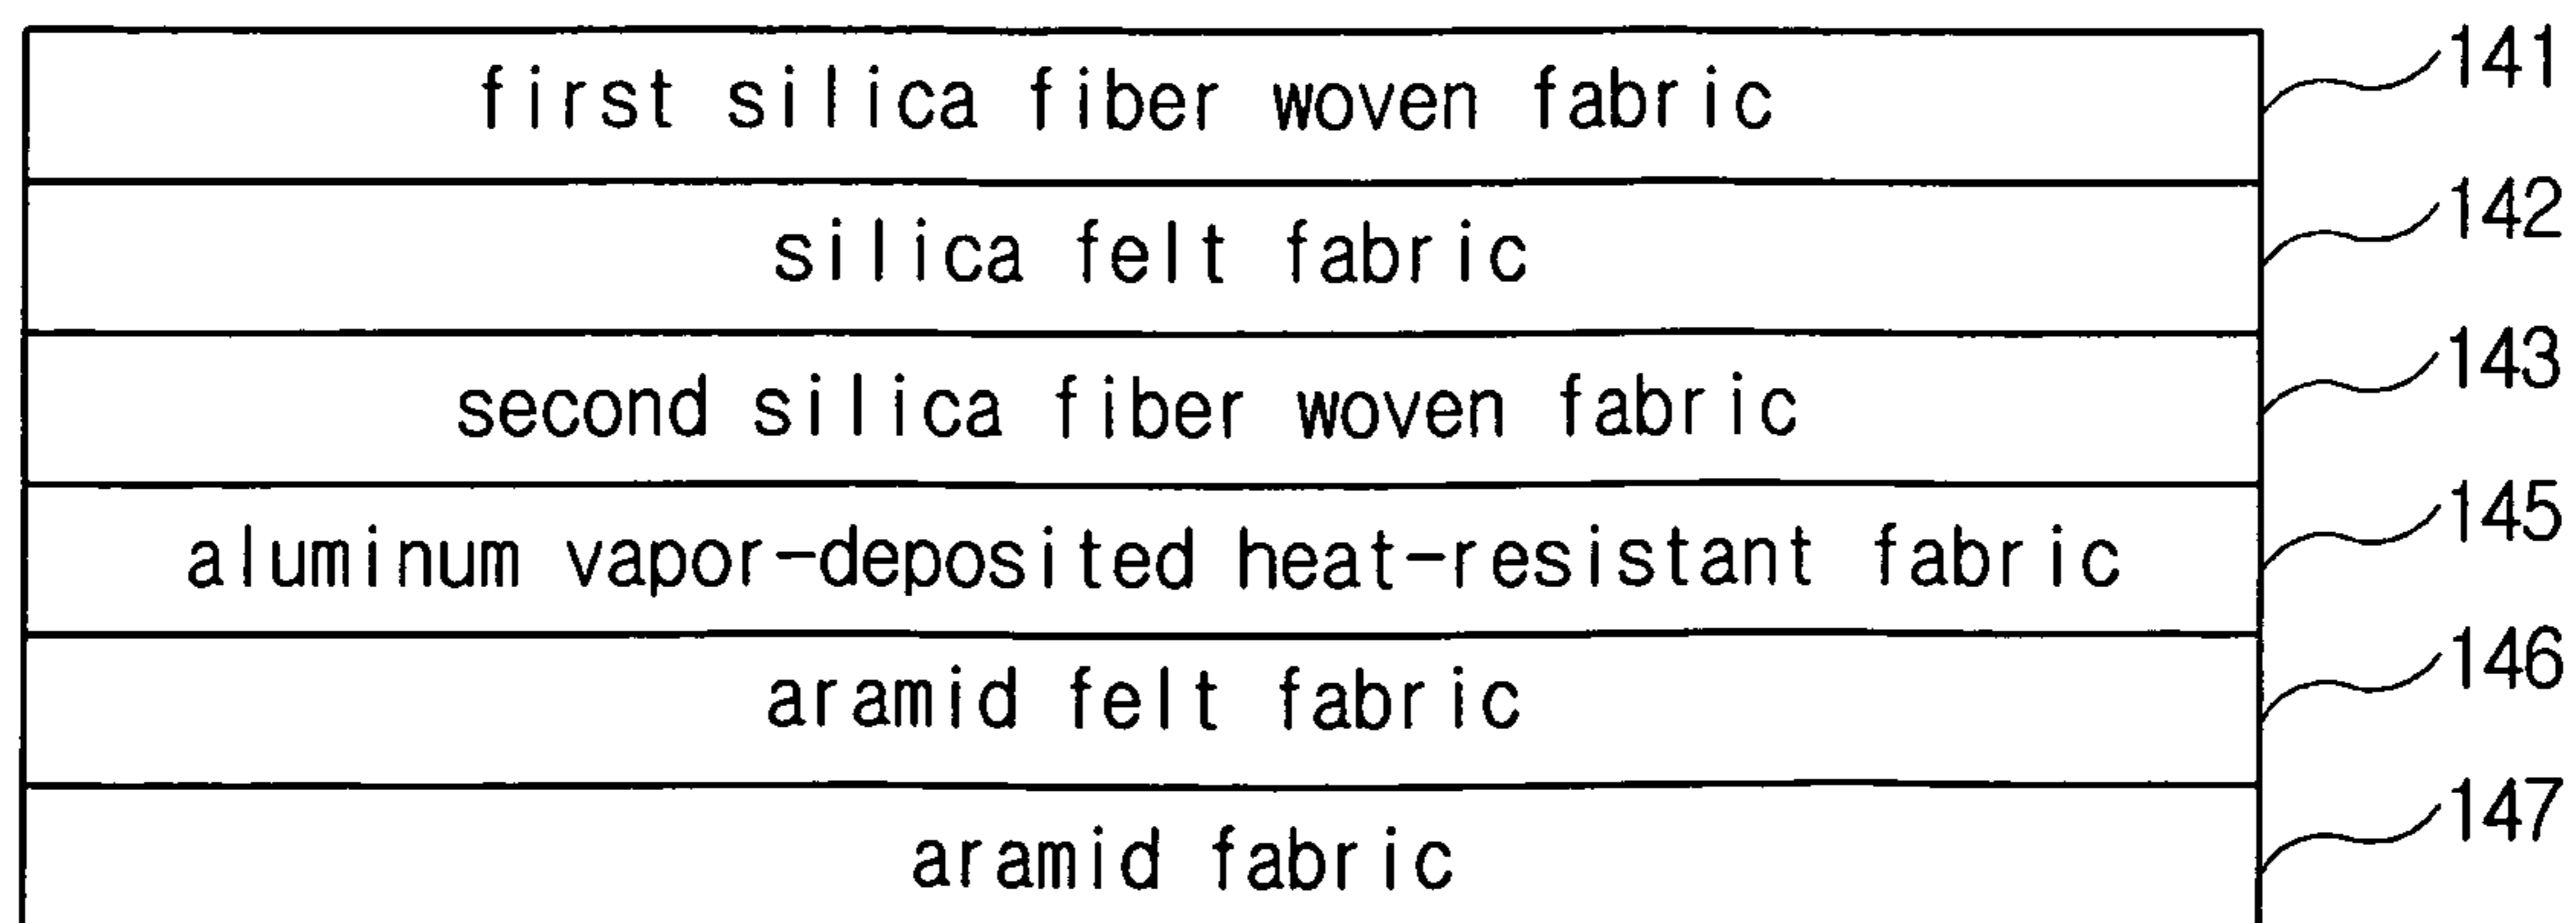 first silica fiber woven fabric 141
silica felt fabric 142
second silica fiber woven fabric 143
aluminum vapor-deposited heat-resistant fabric 145
aramid felt fabric 146
aramid fabric 147